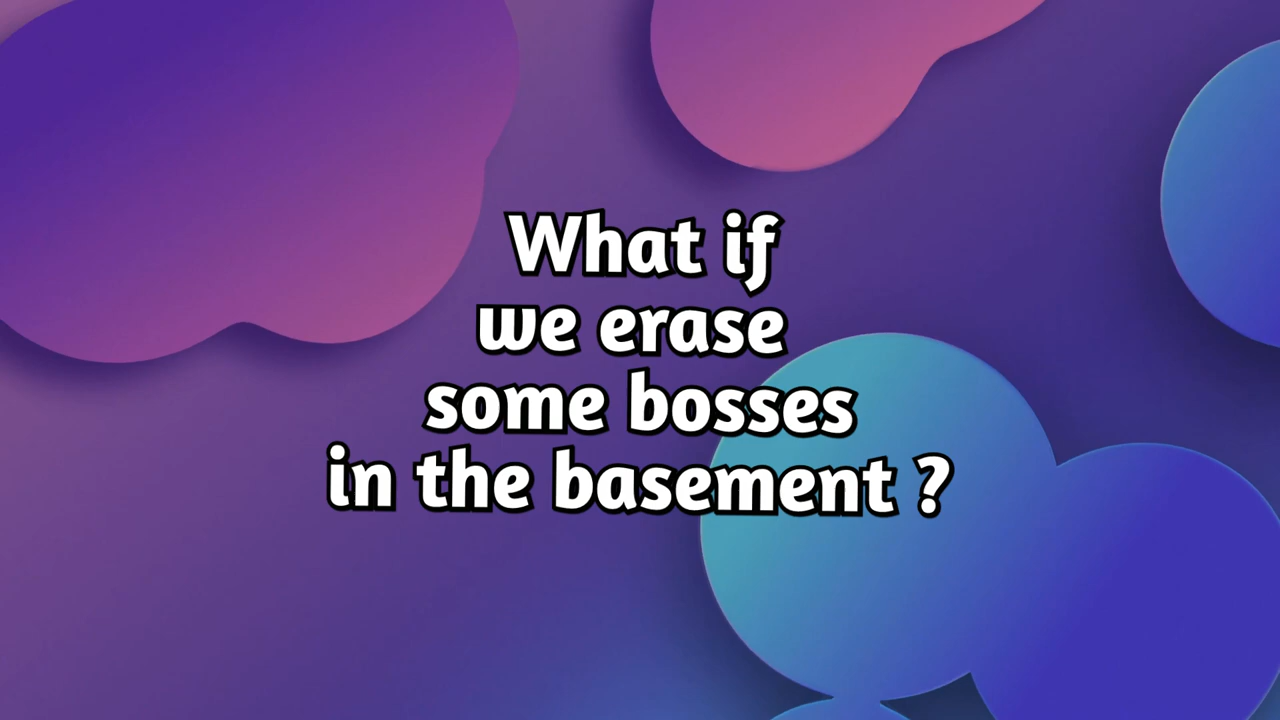 What if
we erase
some bosses
in the basement ?